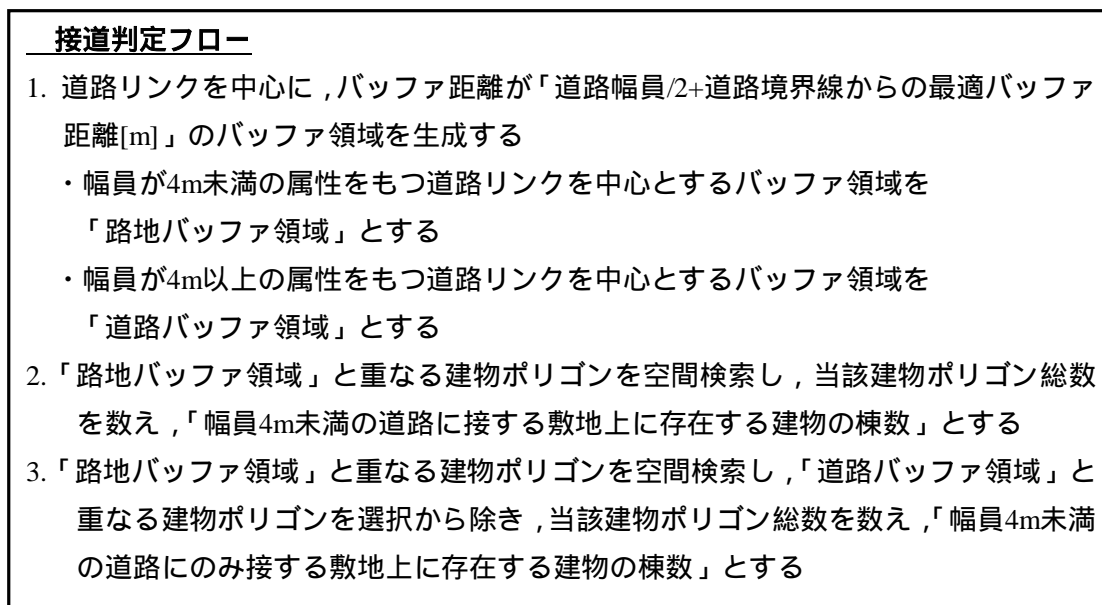 接道判定フロー
1. 道路リンクを中心に，バッファ距離が「道路幅員/2+道路境界線からの最適バッファ
距離[m]」のバッファ領域を生成する
・幅員が4m未満の属性をもつ道路リンクを中心とするバッファ領域を
「路地バッファ領域」とする
・幅員が4m以上の属性をもつ道路リンクを中心とするバッファ領域を
「道路バッファ領域」とする
2.「路地バッファ領域」と重なる建物ポリゴンを空間検索し，当該建物ポリゴン総数
を数え，「幅員4m未満の道路に接する敷地上に存在する建物の棟数」とする
3.「路地バッファ領域」と重なる建物ポリゴンを空間検索し，「道路バッファ領域」と
重なる建物ポリゴンを選択から除き，当該建物ポリゴン総数を数え，「幅員4m未満
の道路にのみ接する敷地上に存在する建物の棟数」とする